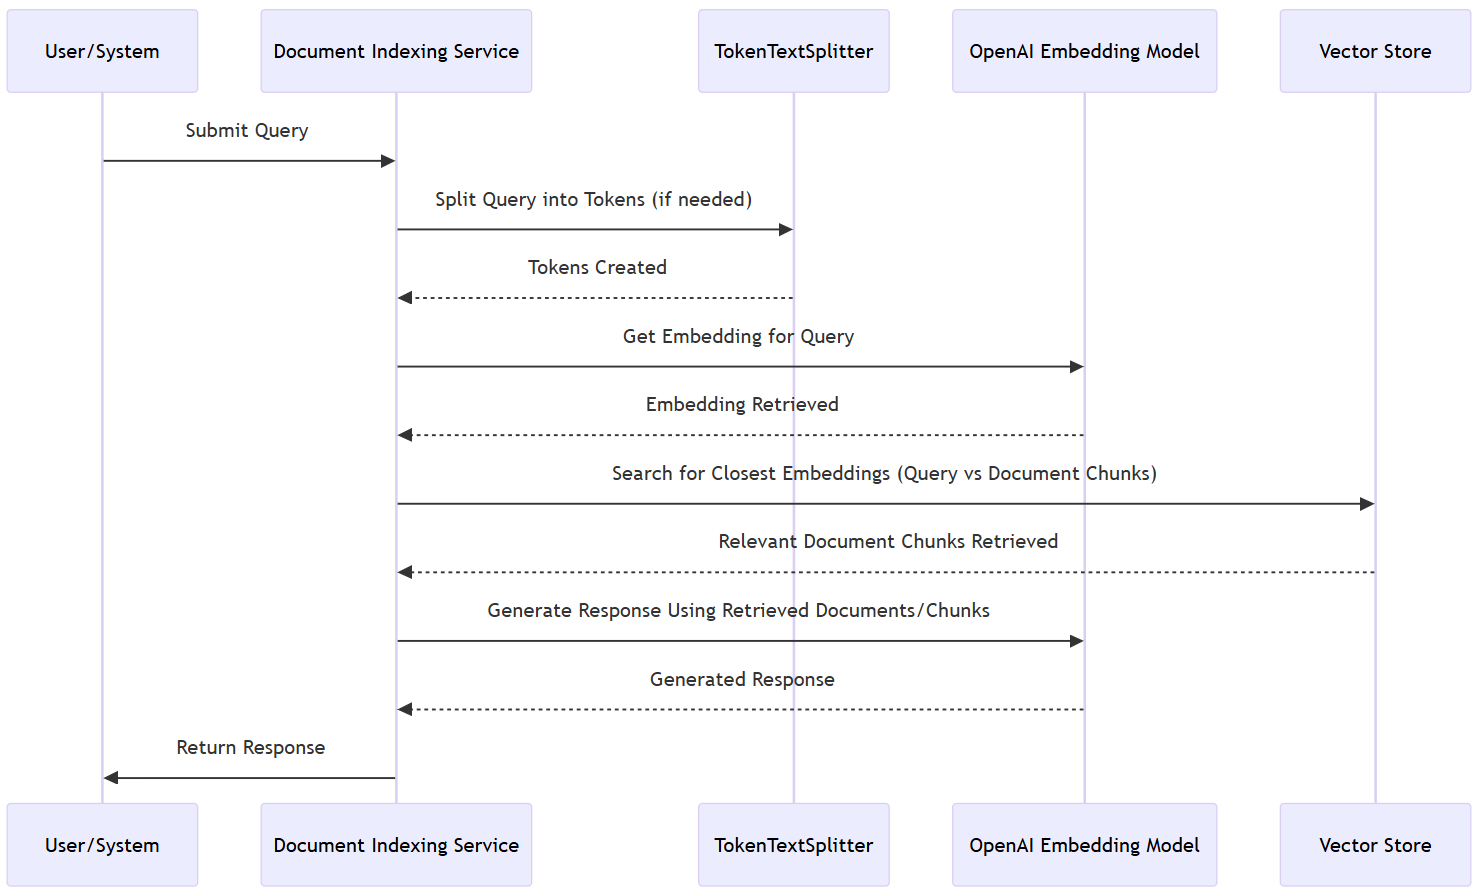 User/System
Document Indexing Service
TokenTextSplitter
OpenAI Embedding Model
Vector Store
Submit Query
Split Query into Tokens (if needed)
Tokens Created
Get Embedding for Query
Embedding Retrieved
Search for Closest Embeddings (Query vs Document Chunks)
Relevant Document Chunks Retrieved
Generate Response Using Retrieved Documents/Chunks
Generated Response
Return Response
User/System
Document Indexing Service
TokenTextSplitter
OpenAI Embedding Model
Vector Store